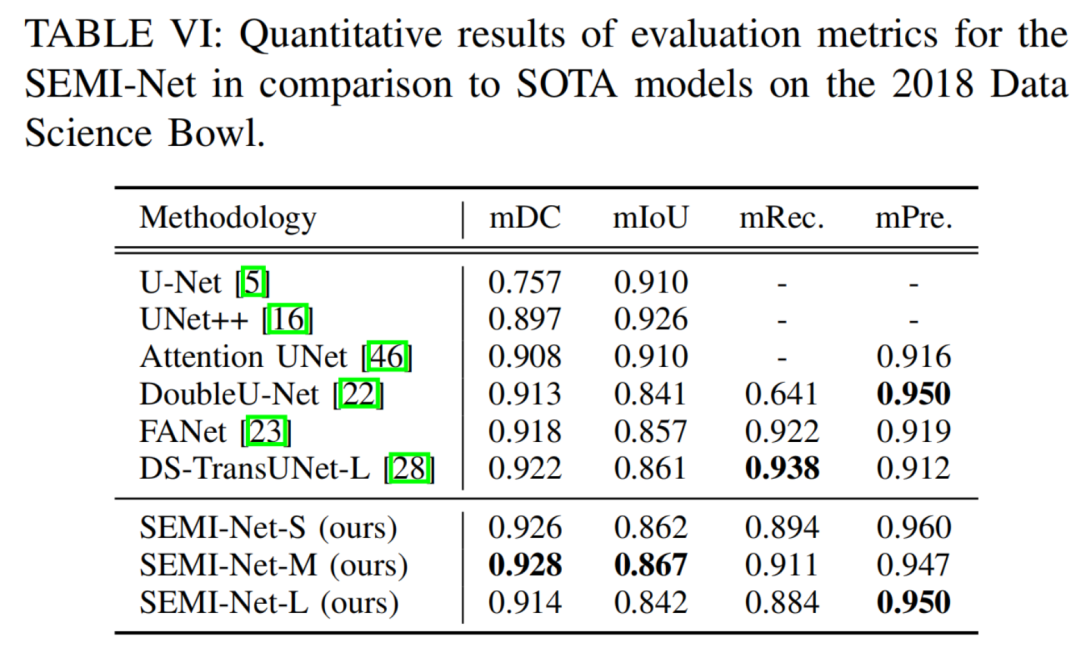 TABLE VI: Quantitative results of evaluation metrics for the
SEMI-Net in comparison to SOTA models on the 2018 Data
Science Bowl.
Methodology mDC mIoU mRec. mPre.
U-Net [5] 0.757 0.910 - -
UNet++ [16] 0.897 0.926 - -
Attention UNet [46] 0.908 0.910 - 0.916
DoubleU-Net [22] 0.913 0.841 0.641 0.950
FANet [23] 0.918 0.857 0.922 0.919
DS-TransUNet-L [28] 0.922 0.861 0.938 0.912
SEMI-Net-S (ours) 0.926 0.862 0.894 0.960
SEMI-Net-M (ours) 0.928 0.867 0.911 0.947
SEMI-Net-L (ours) 0.914 0.842 0.884 0.950